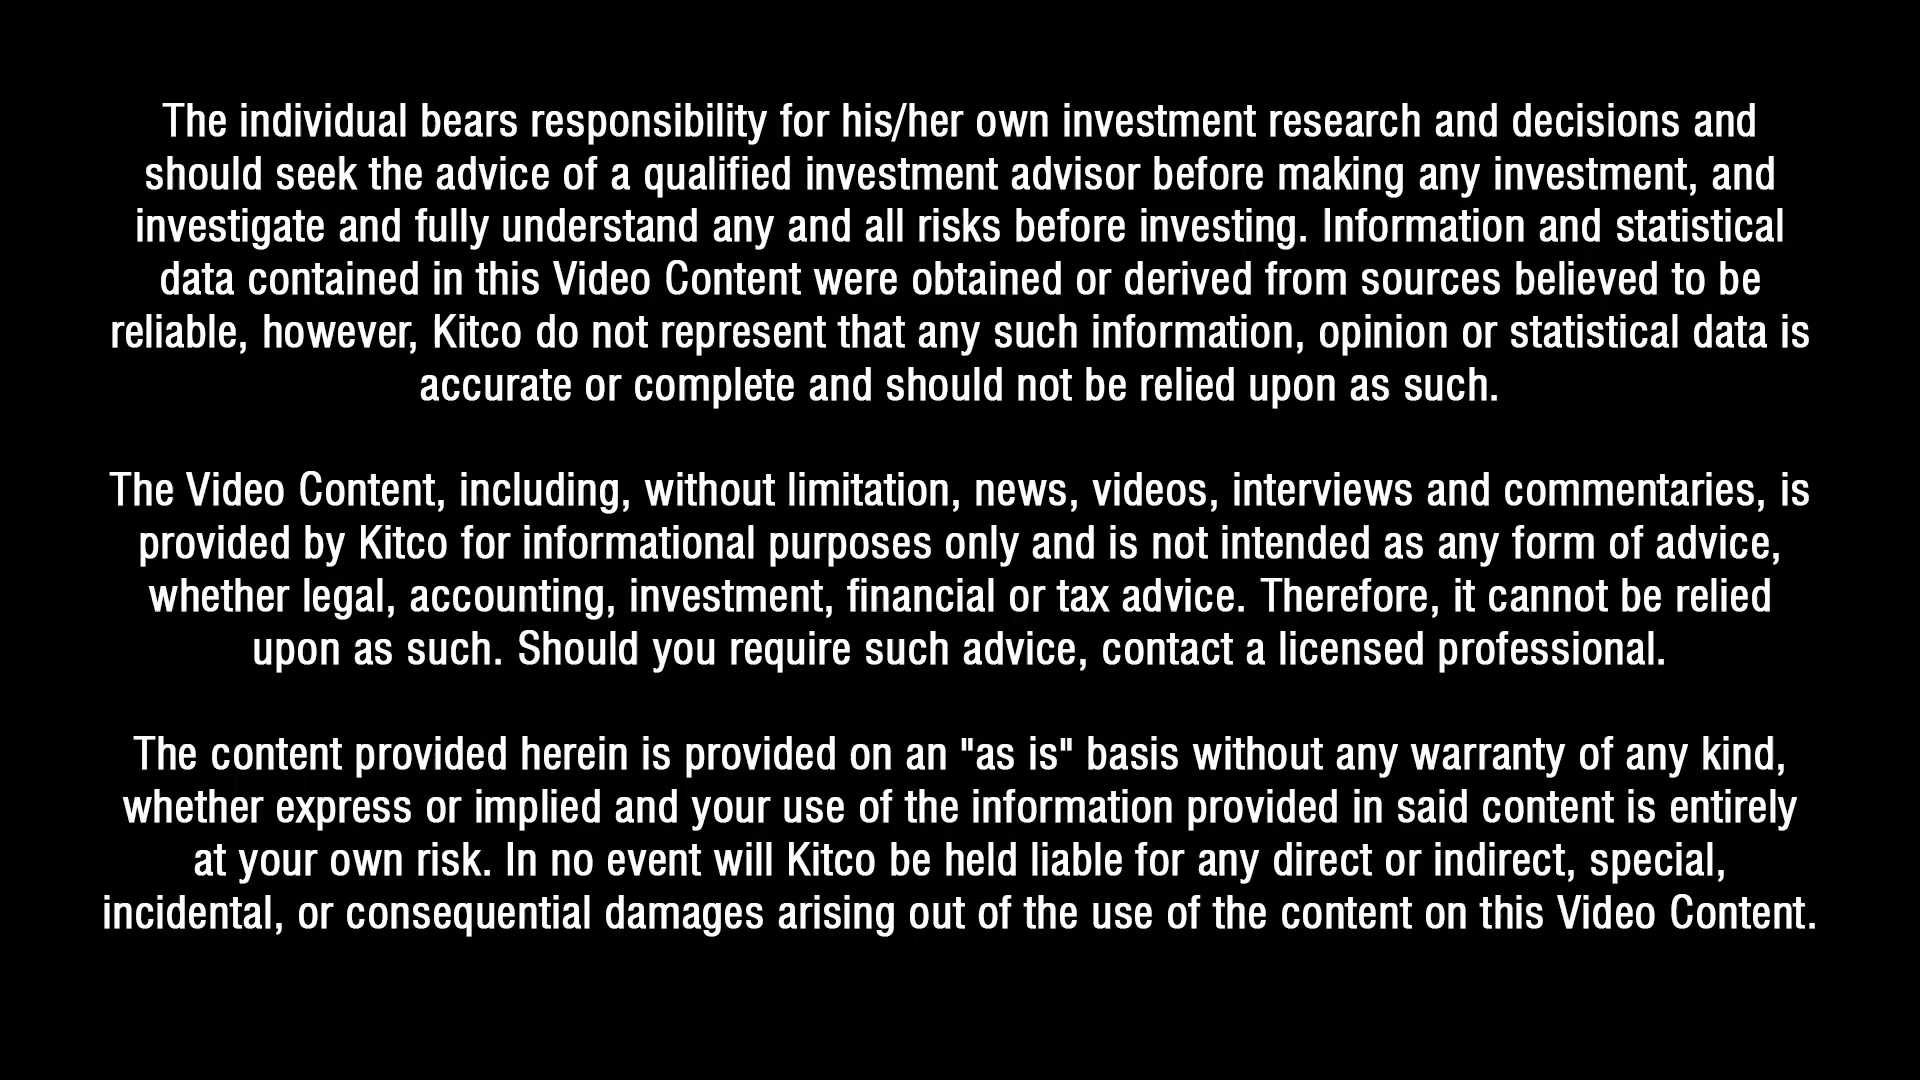 The individual bears responsibility for his/her own investment research and decisions and
should seek the advice of a qualified investment advisor before making any investment, and
investigate and fully understand any and all risks before investing. Information and statistical
data contained in this Video Content were obtained or derived from sources believed to be
reliable, however, Kitco do not represent that any such information, opinion or statistical data is
accurate or complete and should not be relied upon as such.
The Video Content, including, without limitation, news, videos, interviews and commentaries, is
provided by Kitco for informational purposes only and is not intended as any form of advice,
whether legal, accounting, investment, financial or tax advice. Therefore, it cannot be relied
upon as such. Should you require such advice, contact a licensed professional.
The content provided herein is provided on an "as is" basis without any warranty of any kind,
whether express or implied and your use of the information provided in said content is entirely
at your own risk. In no event will Kitco be held liable for any direct or indirect, special,
incidental, or consequential damages arising out of the use of the content on this Video Content.